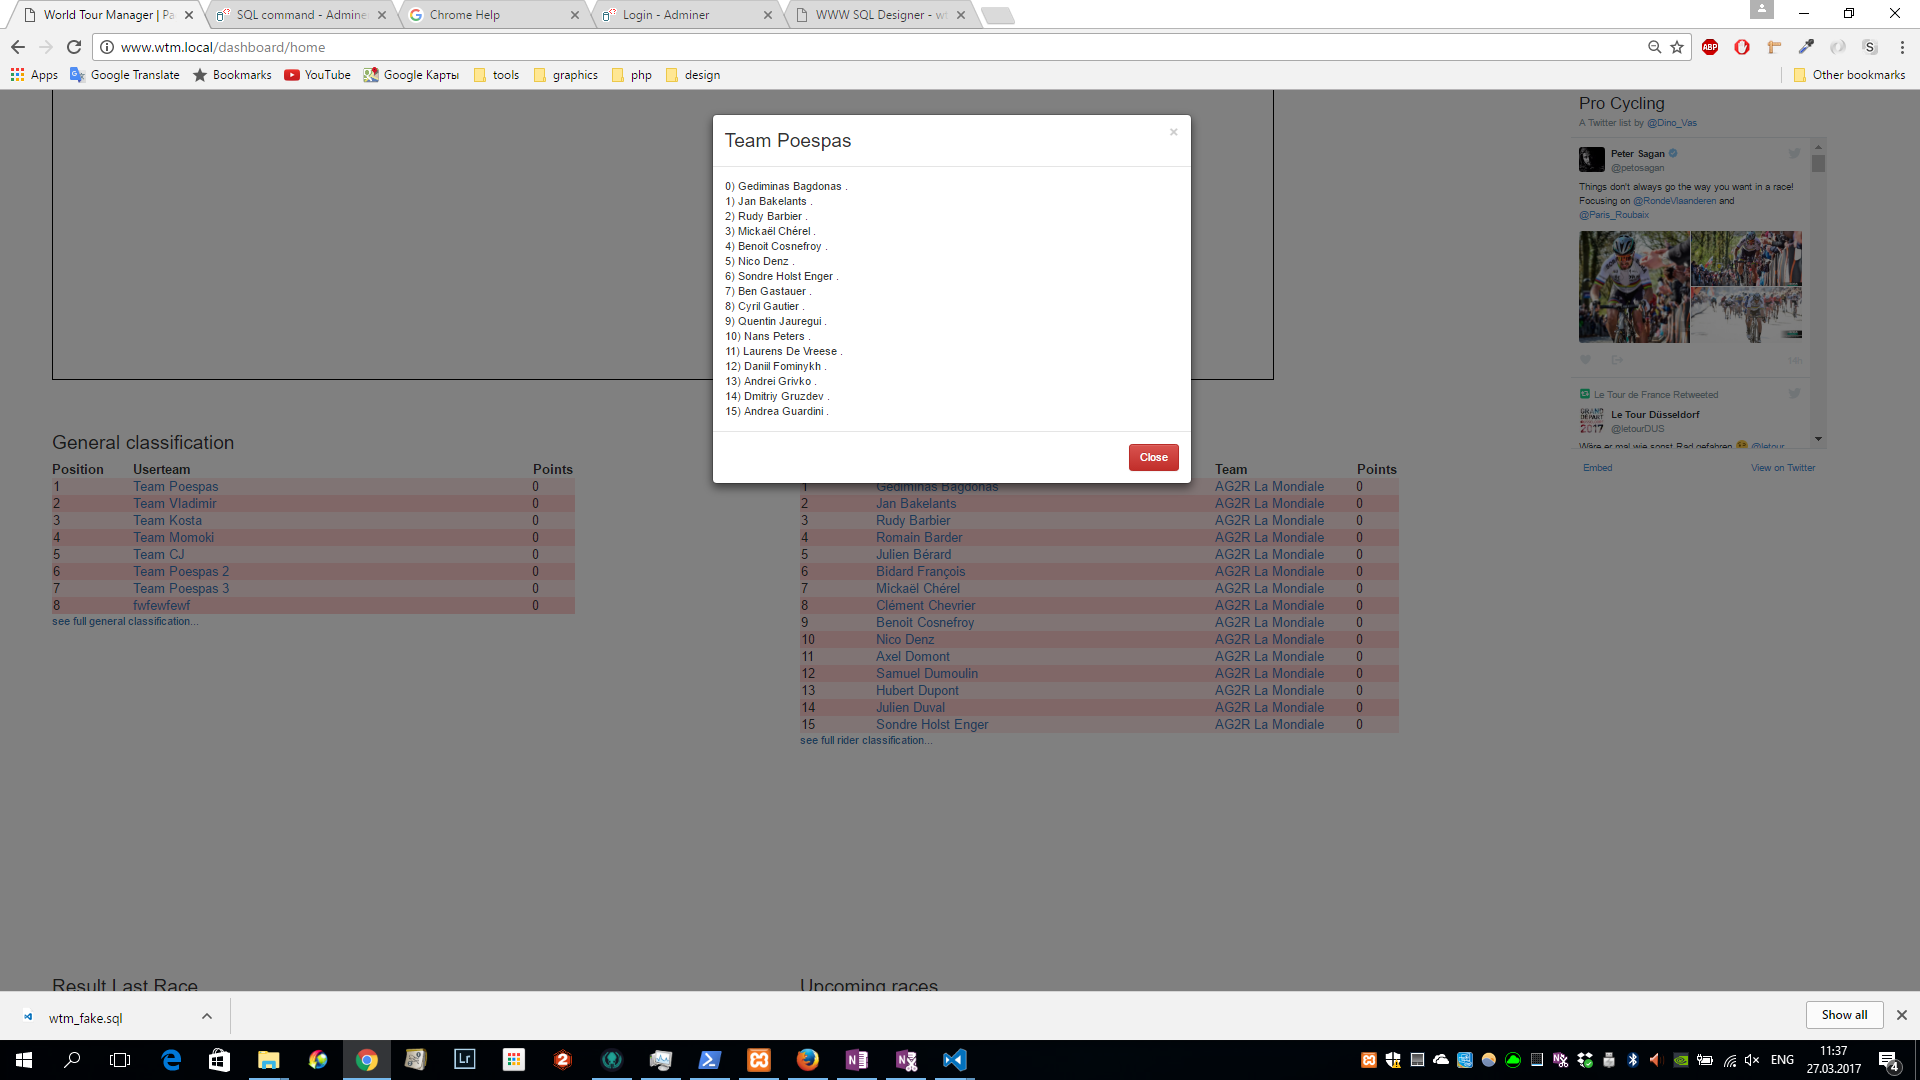 World Tour Manager | Pa
SQL command - Adminer
Chrome Help
Login - Adminer
WWW SQL Designer - wt
www.wtm.local/dashboard/home
ABP
S
Apps
Google Translate
Bookmarks
YouTube
Google Карты
tools
graphics
php
design
Other bookmarks
Team Poespas
×
0) Gediminas Bagdonas .
1) Jan Bakelants .
2) Rudy Barbier .
3) Mickaël Chérel .
4) Benoit Cosnefroy .
5) Nico Denz .
6) Sondre Holst Enger .
7) Ben Gastauer .
8) Cyril Gautier .
9) Quentin Jauregui .
10) Nans Peters .
11) Laurens De Vreese .
12) Daniil Fominykh .
13) Andrei Grivko .
14) Dmitriy Gruzdev .
15) Andrea Guardini .
Close
Pro Cycling
A Twitter list by @Dino_Vas
Peter Sagan
@petosagan
Things don't always go the way you want in a race!
Focusing on @RondeVlaanderen and
@Paris_Roubaix
14h
Le Tour de France Retweeted
GRAND
DÉPART
2017
Le Tour Düsseldorf
@letourDUS
Wäre er mal wie sonst Rad gefahren @letour
Embed
View on Twitter
General classification
Position Userteam Points
1 Team Poespas 0
2 Team Vladimir 0
3 Team Kosta 0
4 Team Momoki 0
5 Team CJ 0
6 Team Poespas 2 0
7 Team Poespas 3 0
8 fwfewfewf 0
see full general classification...
Team Points
1 Gediminas Bagdonas AG2R La Mondiale 0
2 Jan Bakelants AG2R La Mondiale 0
3 Rudy Barbier AG2R La Mondiale 0
4 Romain Barder AG2R La Mondiale 0
5 Julien Bérard AG2R La Mondiale 0
6 Bidard François AG2R La Mondiale 0
7 Mickaël Chérel AG2R La Mondiale 0
8 Clément Chevrier AG2R La Mondiale 0
9 Benoit Cosnefroy AG2R La Mondiale 0
10 Nico Denz AG2R La Mondiale 0
11 Axel Domont AG2R La Mondiale 0
12 Samuel Dumoulin AG2R La Mondiale 0
13 Hubert Dupont AG2R La Mondiale 0
14 Julien Duval AG2R La Mondiale 0
15 Sondre Holst Enger AG2R La Mondiale 0
see full rider classification...
Result Last Race
Upcoming races
wtm_fake.sql
Show all
Lr
2
N
ENG
11:37
27.03.2017
4